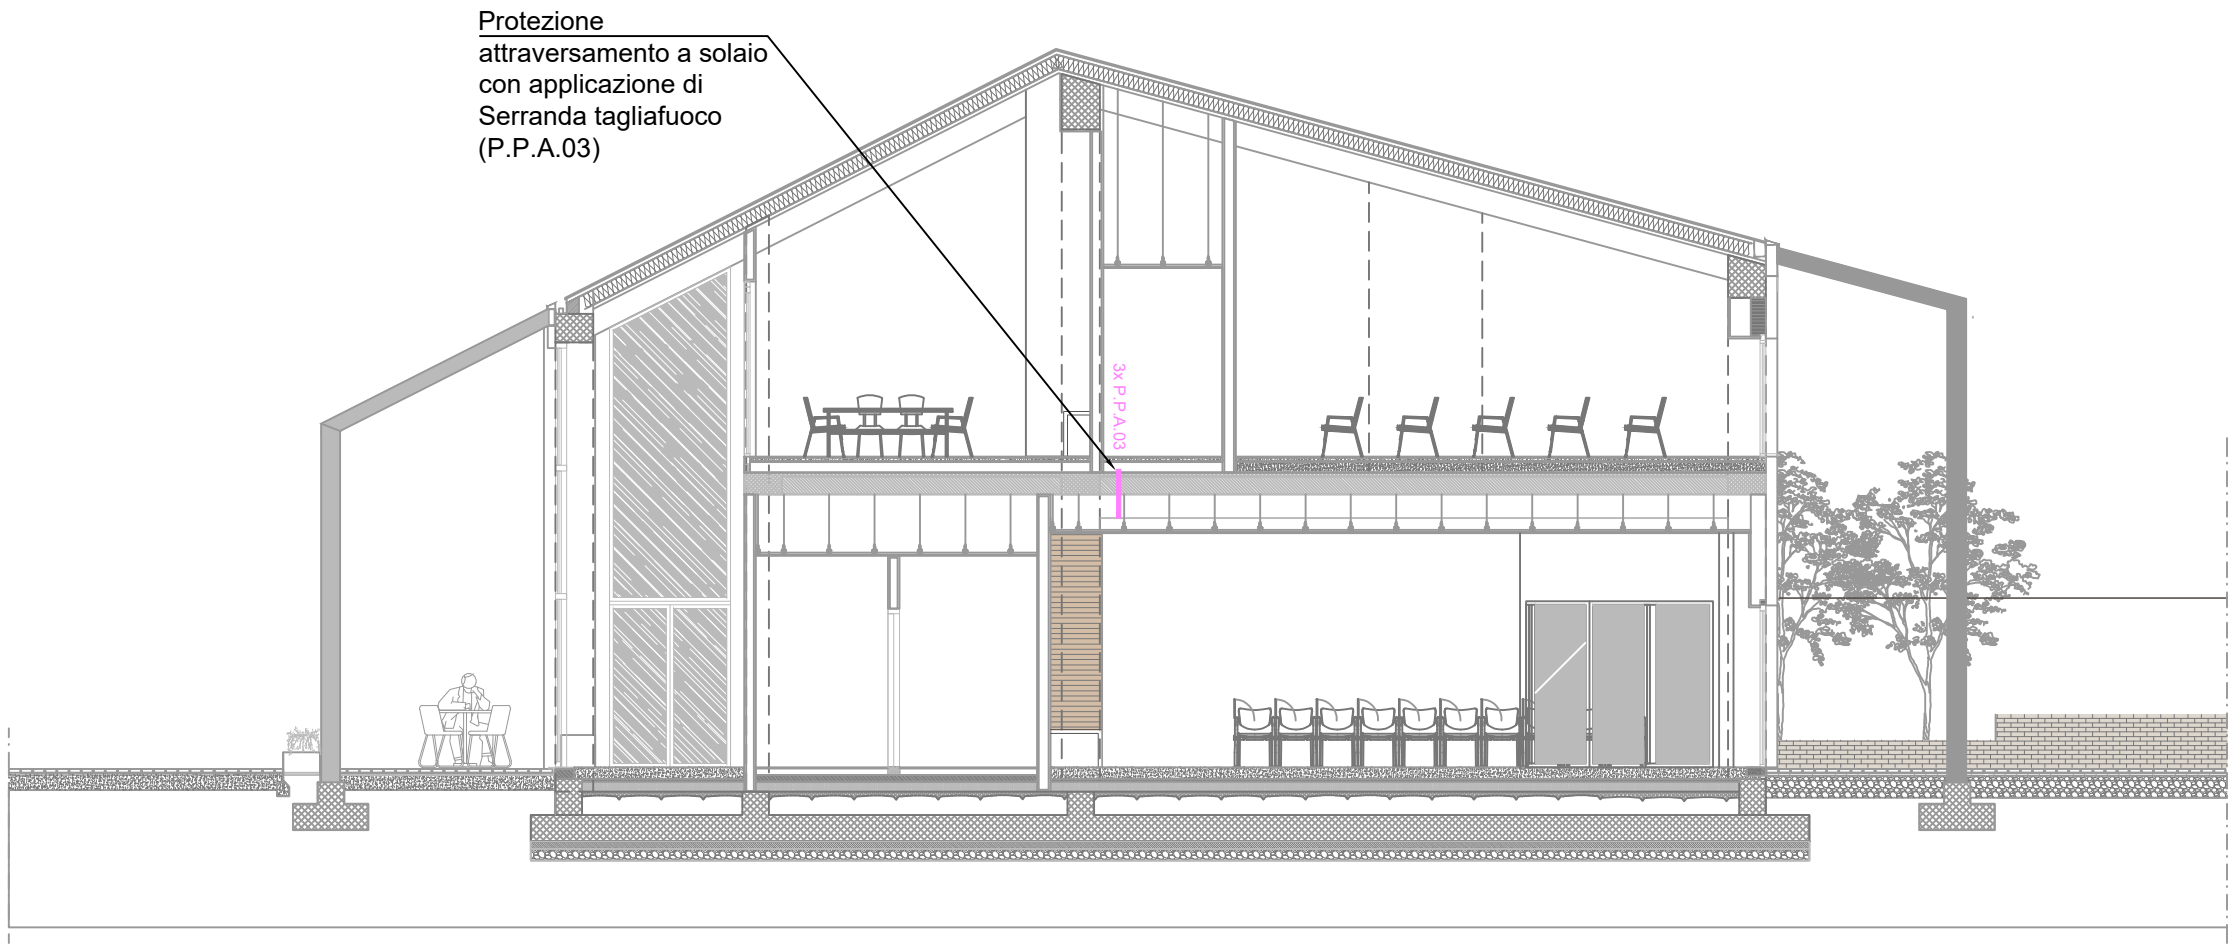 Protezione
attraversamento a solaio
con applicazione di
Serranda tagliafuoco
(P.P.A.03)
3x P.P.A.03